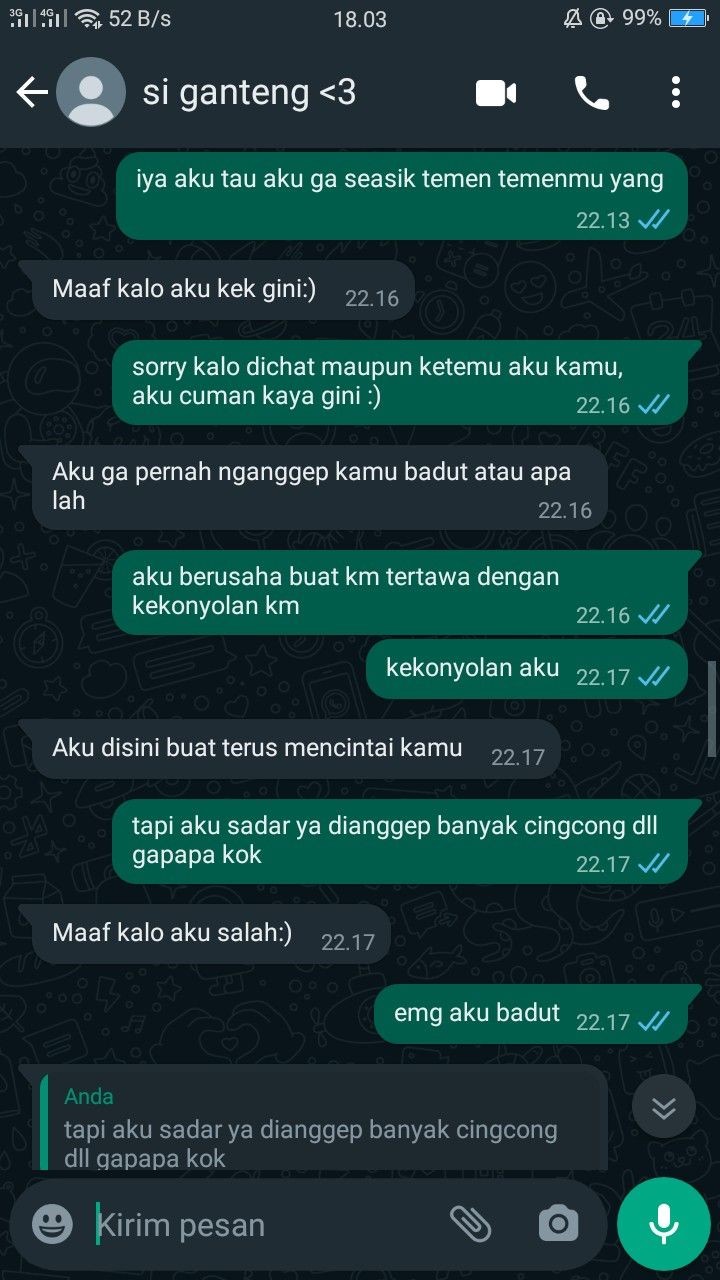 3G 4G 52 B/s 18.03 99%
si ganteng <3
iya aku tau aku ga seasik temen temenmu yang
22.13
Maaf kalo aku kek gini:) 22.16
sorry kalo dichat maupun ketemu aku kamu,
aku cuman kaya gini :) 22.16
Aku ga pernah nganggep kamu badut atau apa
lah 22.16
aku berusaha buat km tertawa dengan
kekonyolan km 22.16
kekonyolan aku 22.17
Aku disini buat terus mencintai kamu 22.17
tapi aku sadar ya dianggep banyak cingcong dll
gapapa kok 22.17
Maaf kalo aku salah:) 22.17
emg aku badut 22.17
Anda
tapi aku sadar ya dianggep banyak cingcong
dll gapapa kok
Kirim pesan